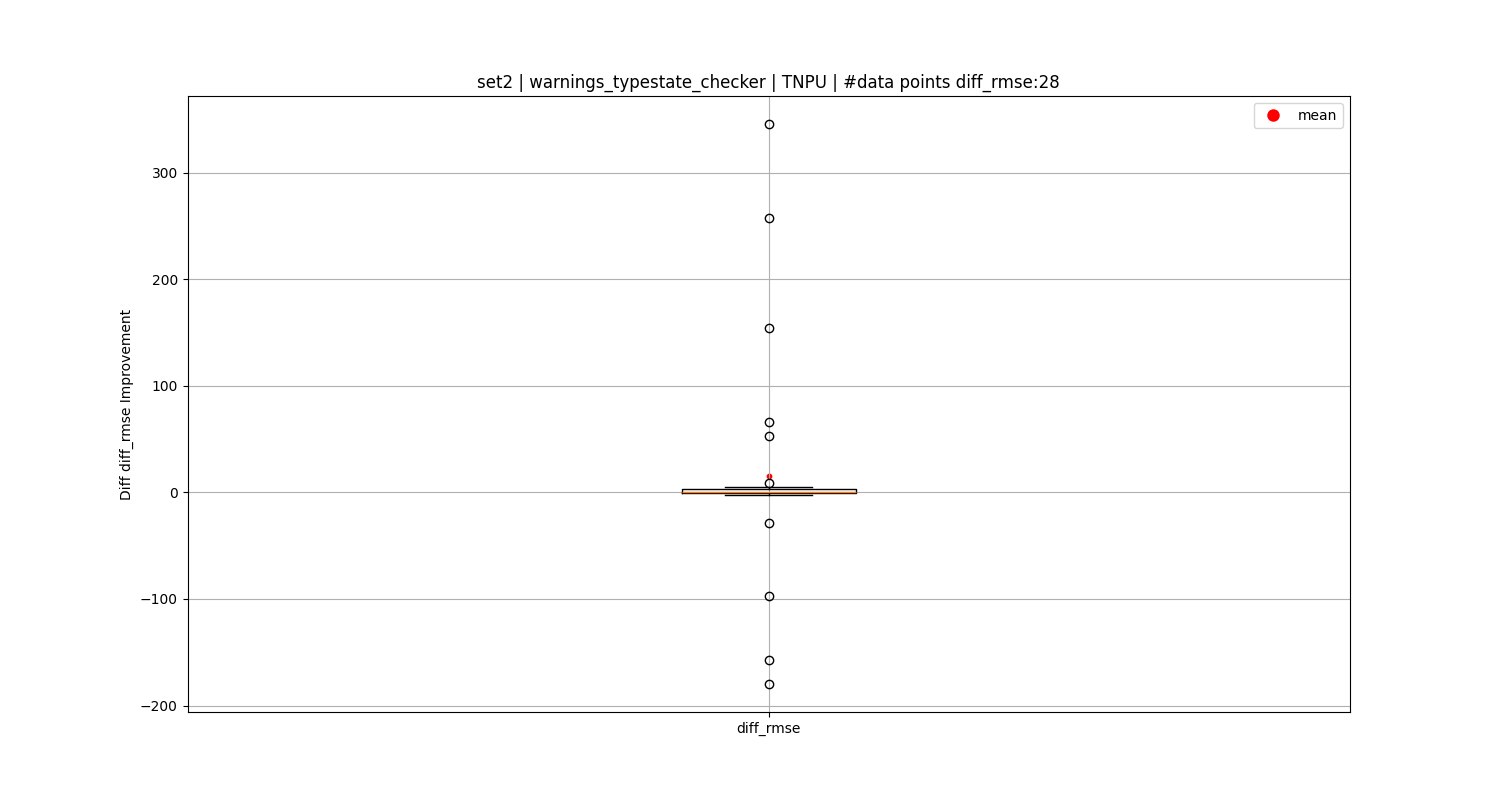 set2 | warnings_typestate_checker | TNPU | #data points diff_rmse:28
mean
300
200
100
0
−100
−200
Diff diff_rmse Improvement
diff_rmse